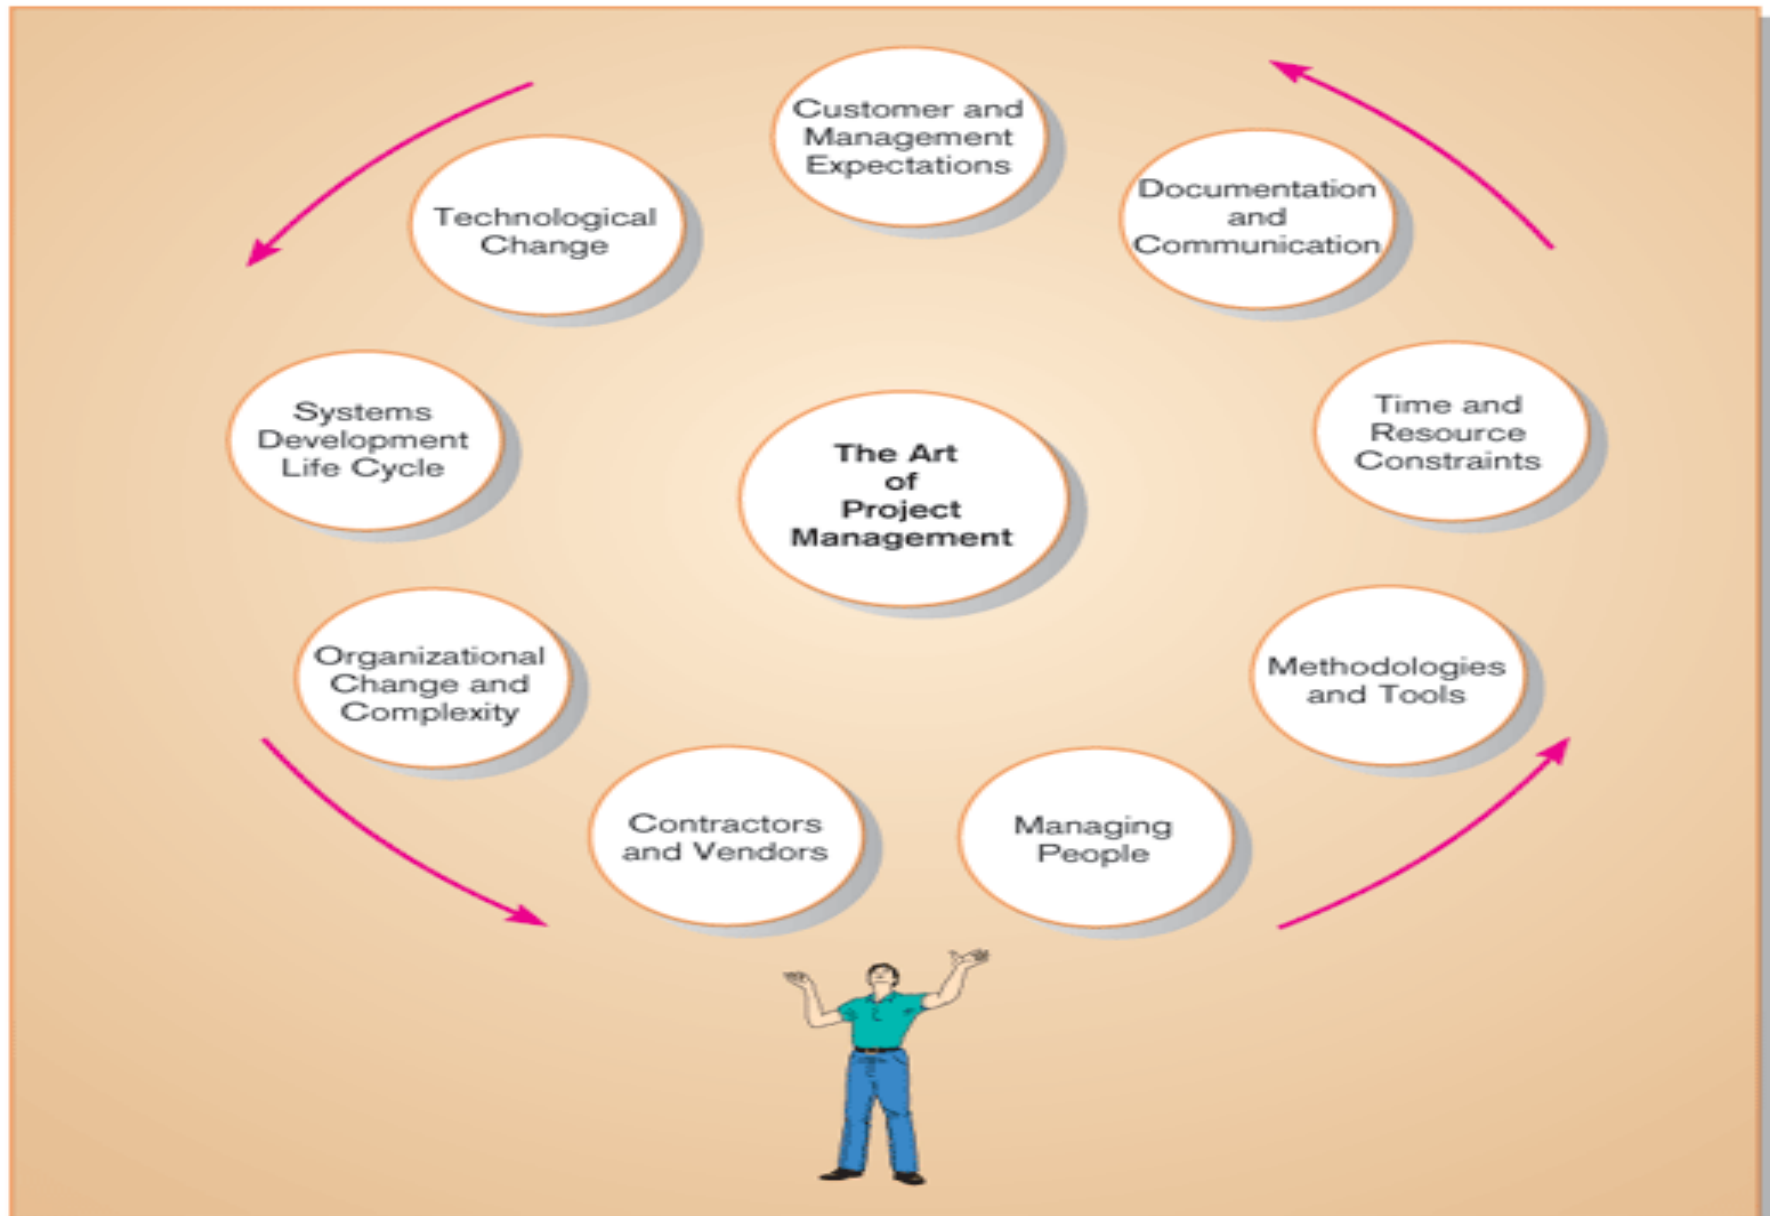 Customer and
Management
Expectations
Technological
Change
Documentation
and
Communication
Systems
Development
Life Cycle
The Art
of
Project
Management
Time and
Resource
Constraints
Organizational
Change and
Complexity
Methodologies
and Tools
Contractors
and Vendors
Managing
People